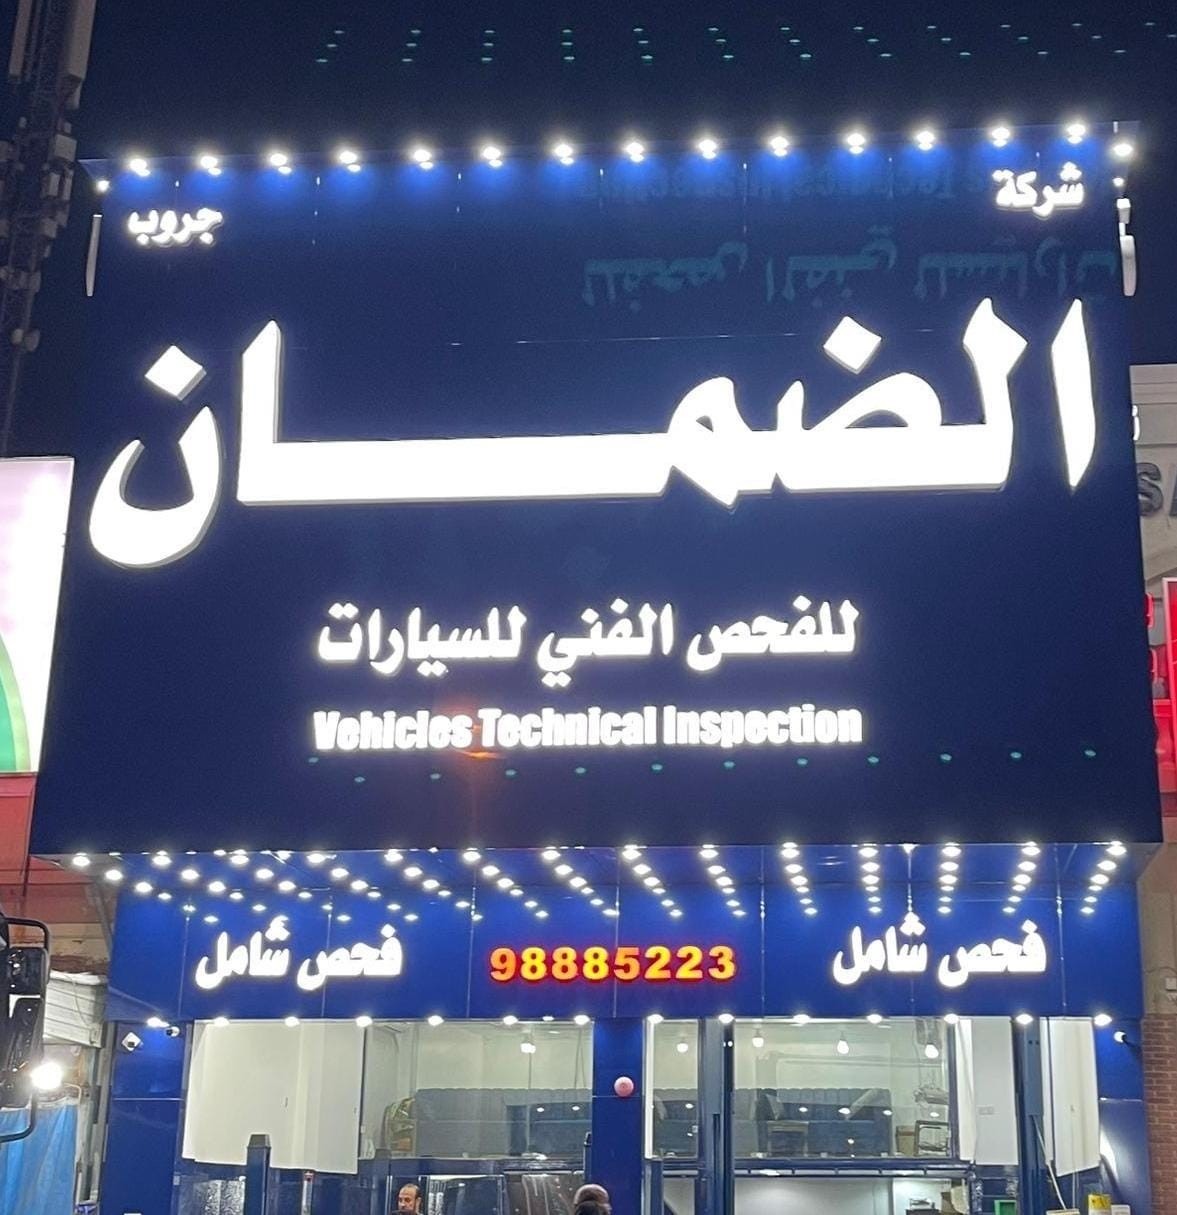 شركة
جروب
الضمان
للفحص الفني للسيارات
Vehicles Technical Inspection
فحص شامل
98885223
فحص شامل